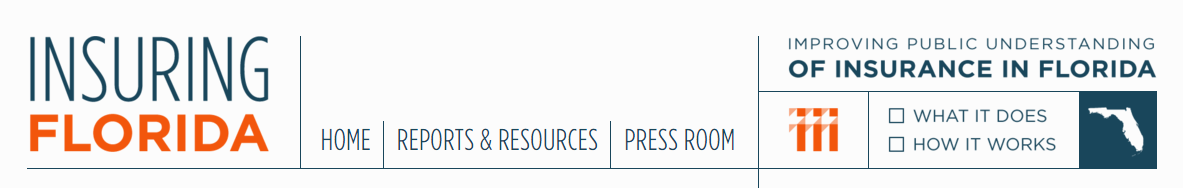 INSURING
FLORIDA
HOME
REPORTS & RESOURCES
PRESS ROOM
IMPROVING PUBLIC UNDERSTANDING
OF INSURANCE IN FLORIDA
WHAT IT DOES
HOW IT WORKS